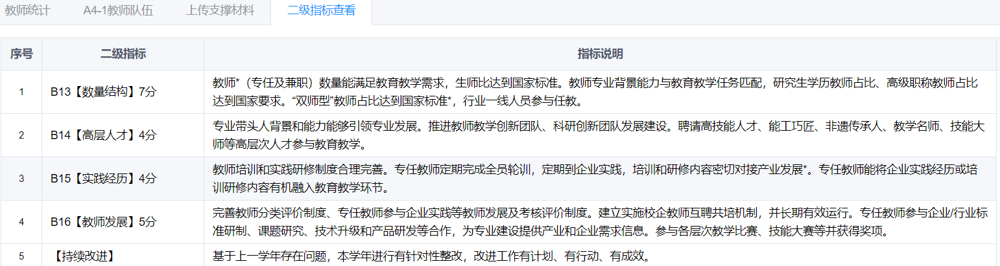 教师统计 A4-1教师队伍 上传支撑材料 二级指标查看
序号 二级指标 指标说明
1 B13【数量结构】7分 教师*（专任及兼职）数量能满足教育教学需求，生师比达到国家标准。教师专业背景能力与教育教学任务匹配，研究生学历教师占比、高级职称教师占比
达到国家要求。“双师型”教师占比达到国家标准*，行业一线人员参与任教。
2 B14【高层人才】4分 专业带头人背景和能力能够引领专业发展。推进教师教学创新团队、科研创新团队发展建设。聘请高技能人才、能工巧匠、非遗传承人、教学名师、技能大
师等高层次人才参与教育教学。
3 B15【实践经历】4分 教师培训和实践研修制度合理完善。专任教师定期完成全员轮训，定期到企业实践，培训和研修内容密切对接产业发展*。专任教师能将企业实践经历或培
训研修内容有机融入教育教学环节。
4 B16【教师发展】5分 完善教师分类评价制度、专任教师参与企业实践等教师发展及考核评价制度。建立实施校企教师互聘共培机制，并长期有效运行。专任教师参与企业/行业标
准研制、课题研究、技术升级和产品研发等合作，为专业建设提供产业和企业需求信息。参与各层次教学比赛、技能大赛等并获得奖项。
5 【持续改进】 基于上一学年存在问题，本学年进行有针对性整改，改进工作有计划、有行动、有成效。